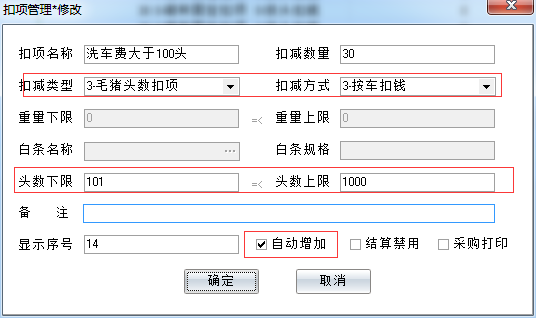 扣项管理*修改
扣项名称 洗车费大于100头 扣减数量 30
扣减类型 3-毛猪头数扣项 扣减方式 3-按车扣钱
重量下限 0 =< 重量上限 0
白条名称 ... 白条规格
头数下限 101 =< 头数上限 1000
备 注
显示序号 14 自动增加 结算禁用 采购打印
确定 取消